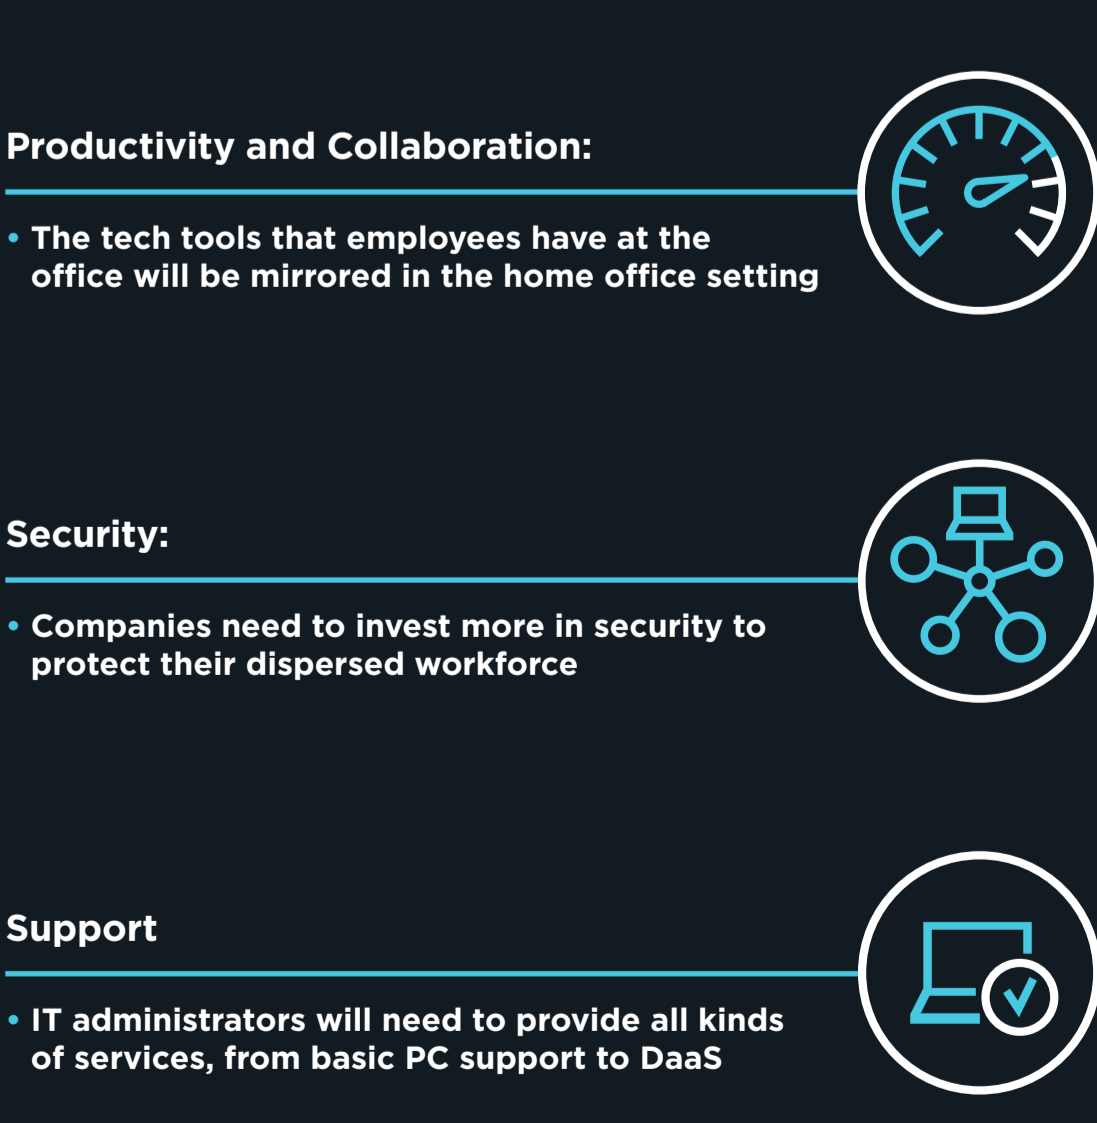 Productivity and Collaboration:
• The tech tools that employees have at the
office will be mirrored in the home office setting
Security:
• Companies need to invest more in security to
protect their dispersed workforce
Support
• IT administrators will need to provide all kinds
of services, from basic PC support to DaaS